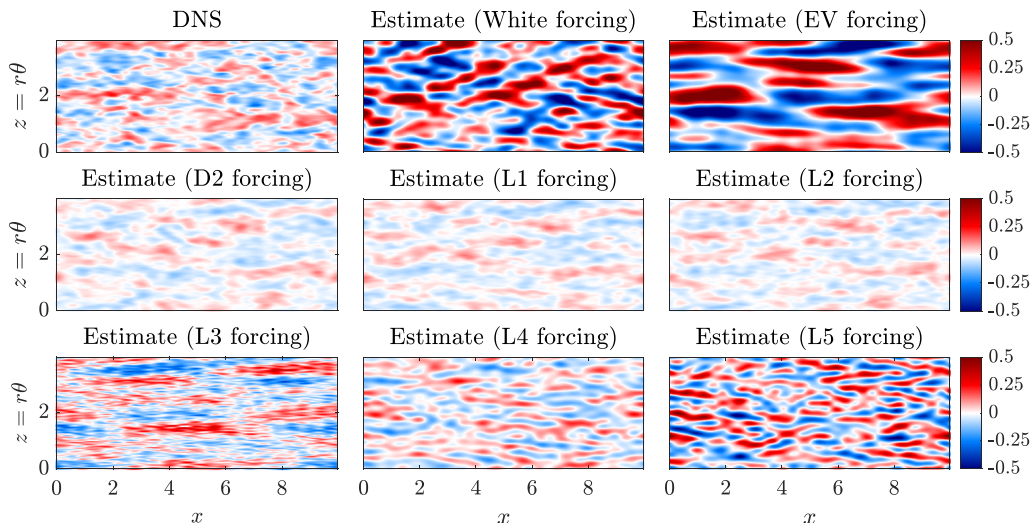 DNS
Estimate (White forcing)
Estimate (EV forcing)
z = rθ
2
0
0.5
0.25
0
-0.25
-0.5
Estimate (D2 forcing)
Estimate (L1 forcing)
Estimate (L2 forcing)
z = rθ
2
0
0.5
0.25
0
-0.25
-0.5
Estimate (L3 forcing)
Estimate (L4 forcing)
Estimate (L5 forcing)
z = rθ
2
0
0.5
0.25
0
-0.25
-0.5
0 2 4 6 8
0 2 4 6 8
0 2 4 6 8
x
x
x